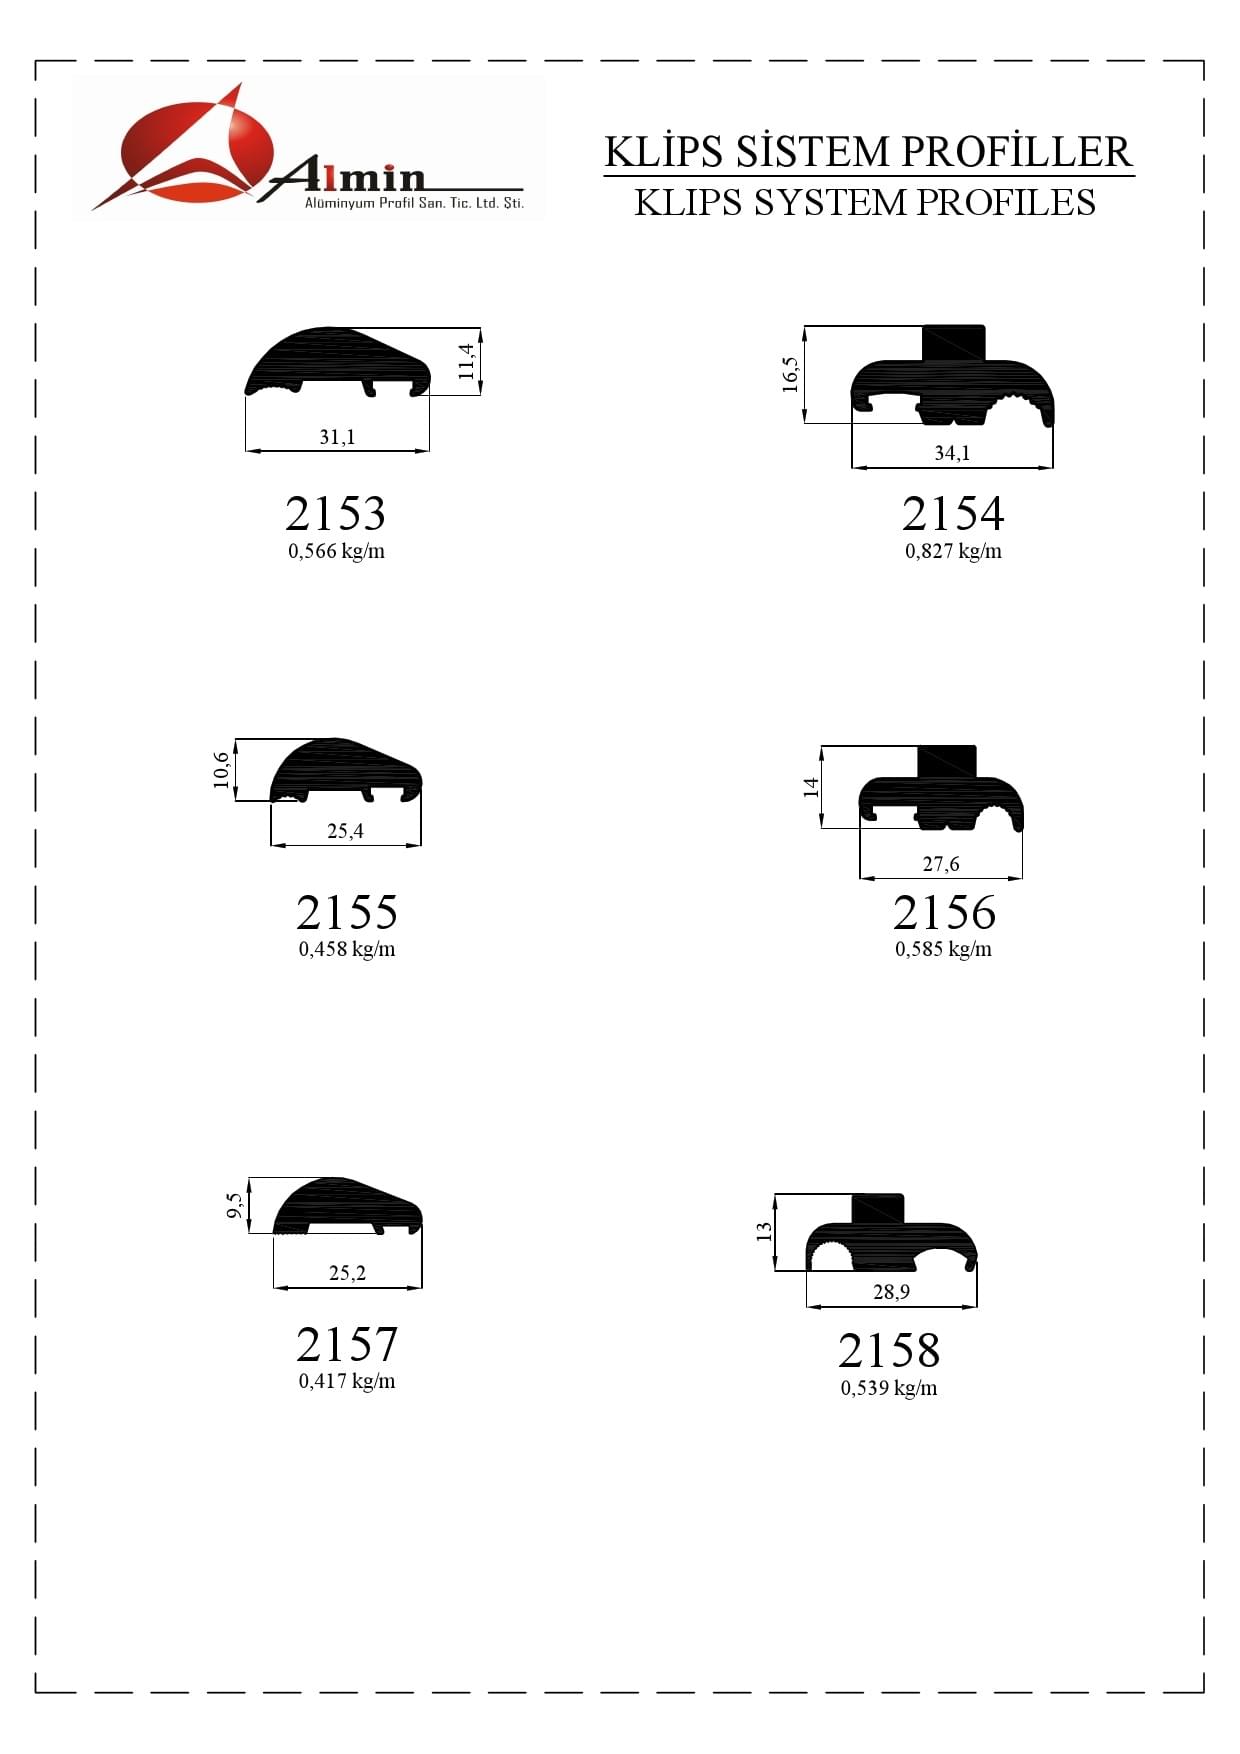 Almin
Alüminyum Profil San. Tic. Ltd. Şti.
KLİPS SİSTEM PROFİLLER
KLIPS SYSTEM PROFILES
11,4
31,1
2153
0,566 kg/m
16,5
34,1
2154
0,827 kg/m
10,6
25,4
2155
0,458 kg/m
14
27,6
2156
0,585 kg/m
9,5
25,2
2157
0,417 kg/m
13
28,9
2158
0,539 kg/m